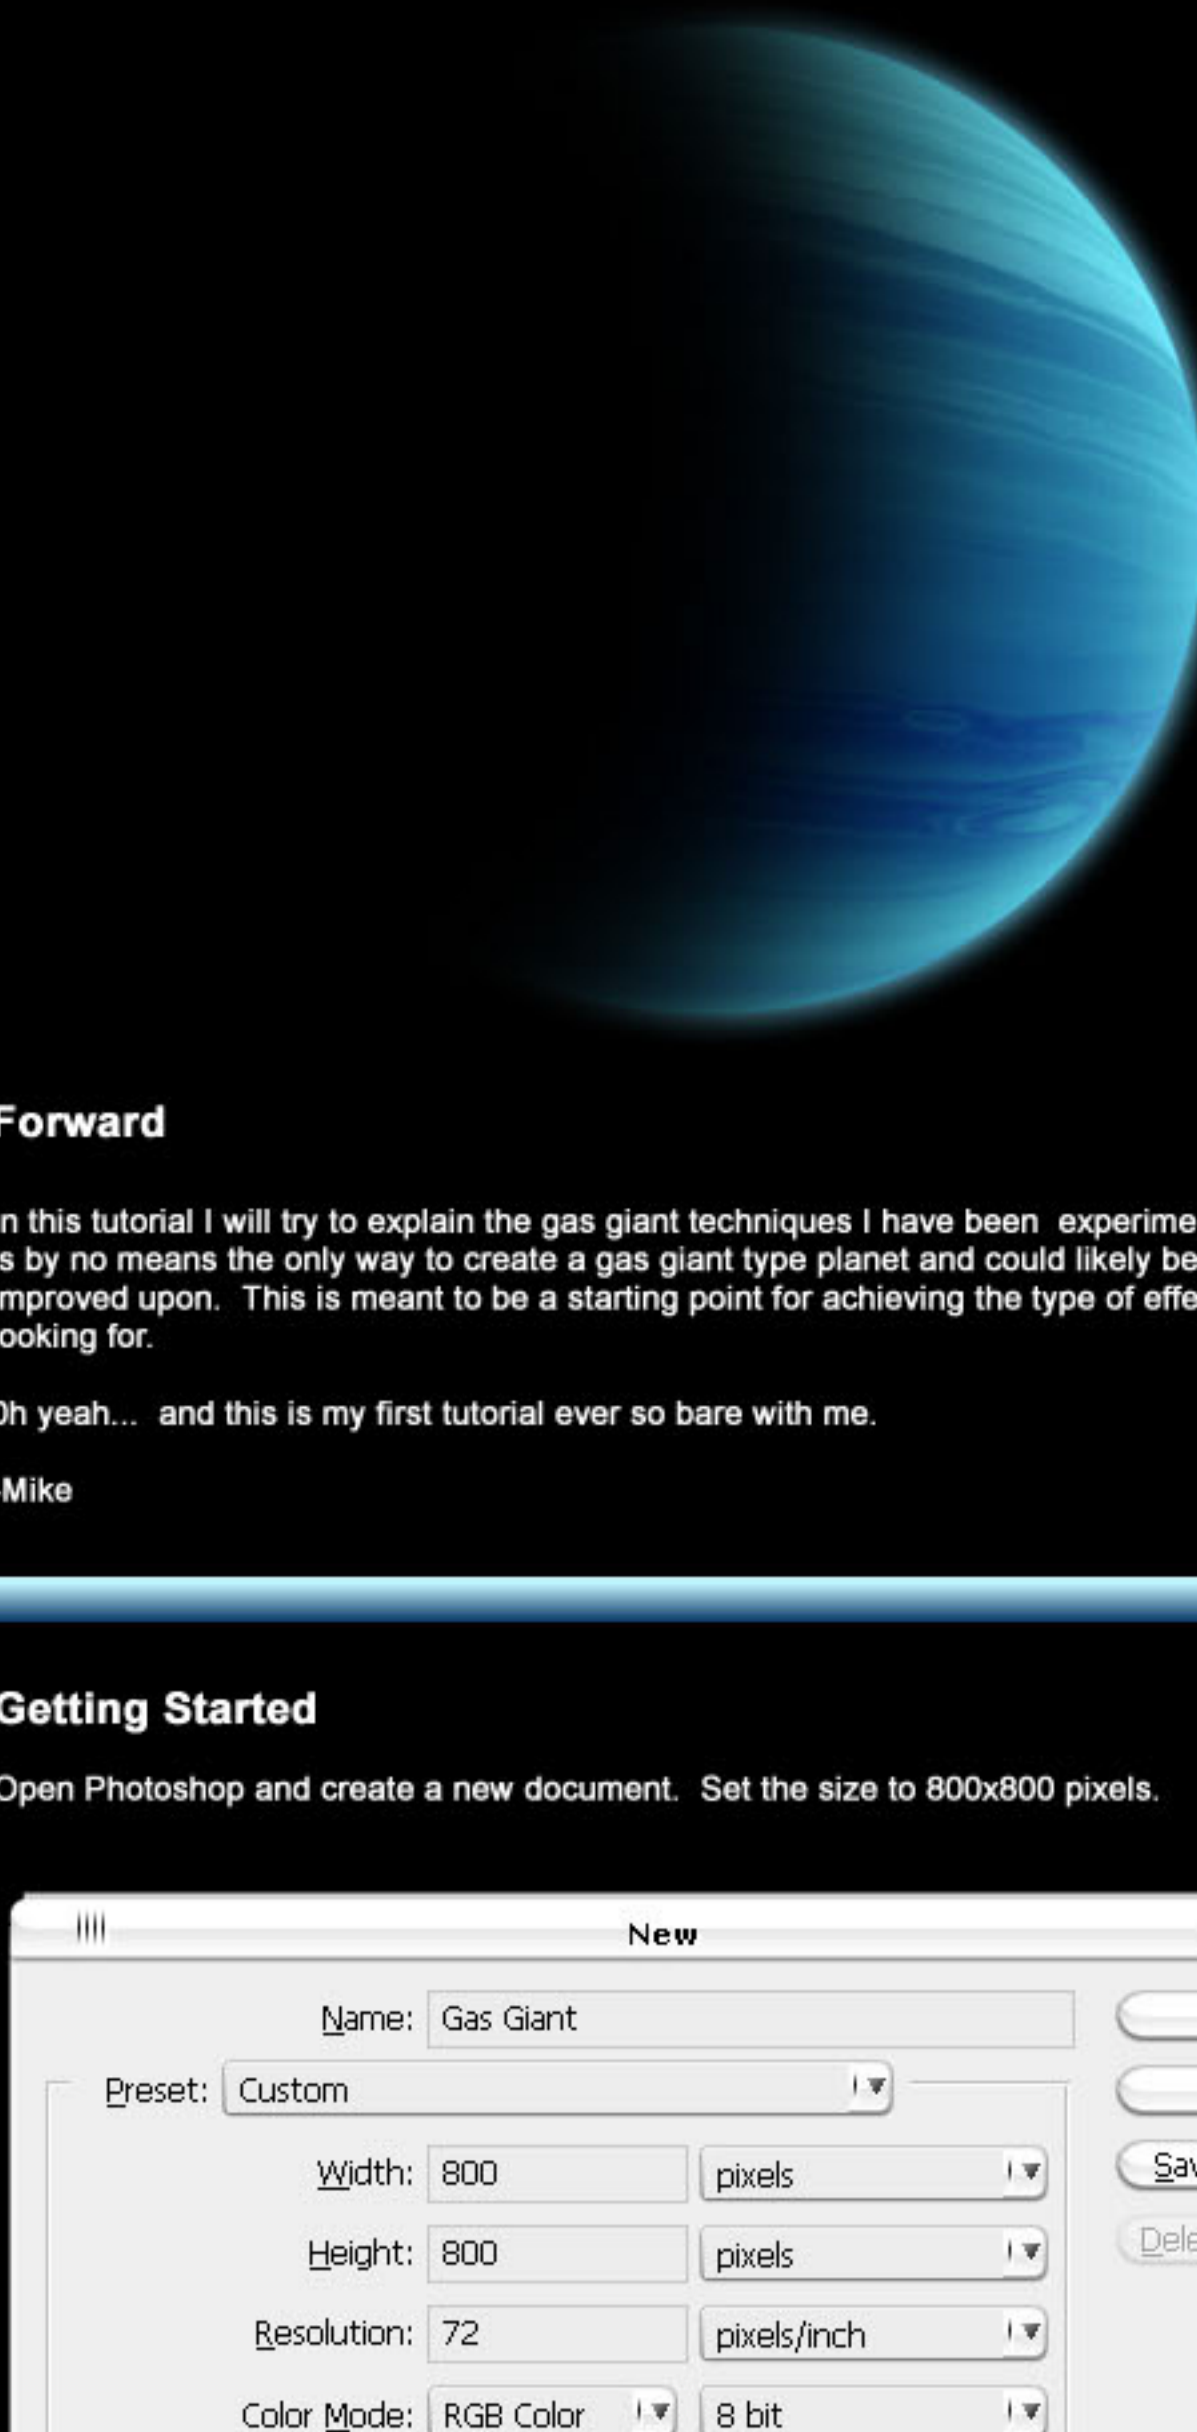 Forward
n this tutorial I will try to explain the gas giant techniques I have been experime
s by no means the only way to create a gas giant type planet and could likely be
mproved upon. This is meant to be a starting point for achieving the type of effe
ooking for.
Oh yeah... and this is my first tutorial ever so bare with me.
-Mike
Getting Started
Open Photoshop and create a new document. Set the size to 800x800 pixels.
New
Name: Gas Giant
Preset: Custom
Width: 800 pixels
Sav
Height: 800 pixels
Dele
Resolution: 72 pixels/inch
Color Mode: RGB Color 8 bit